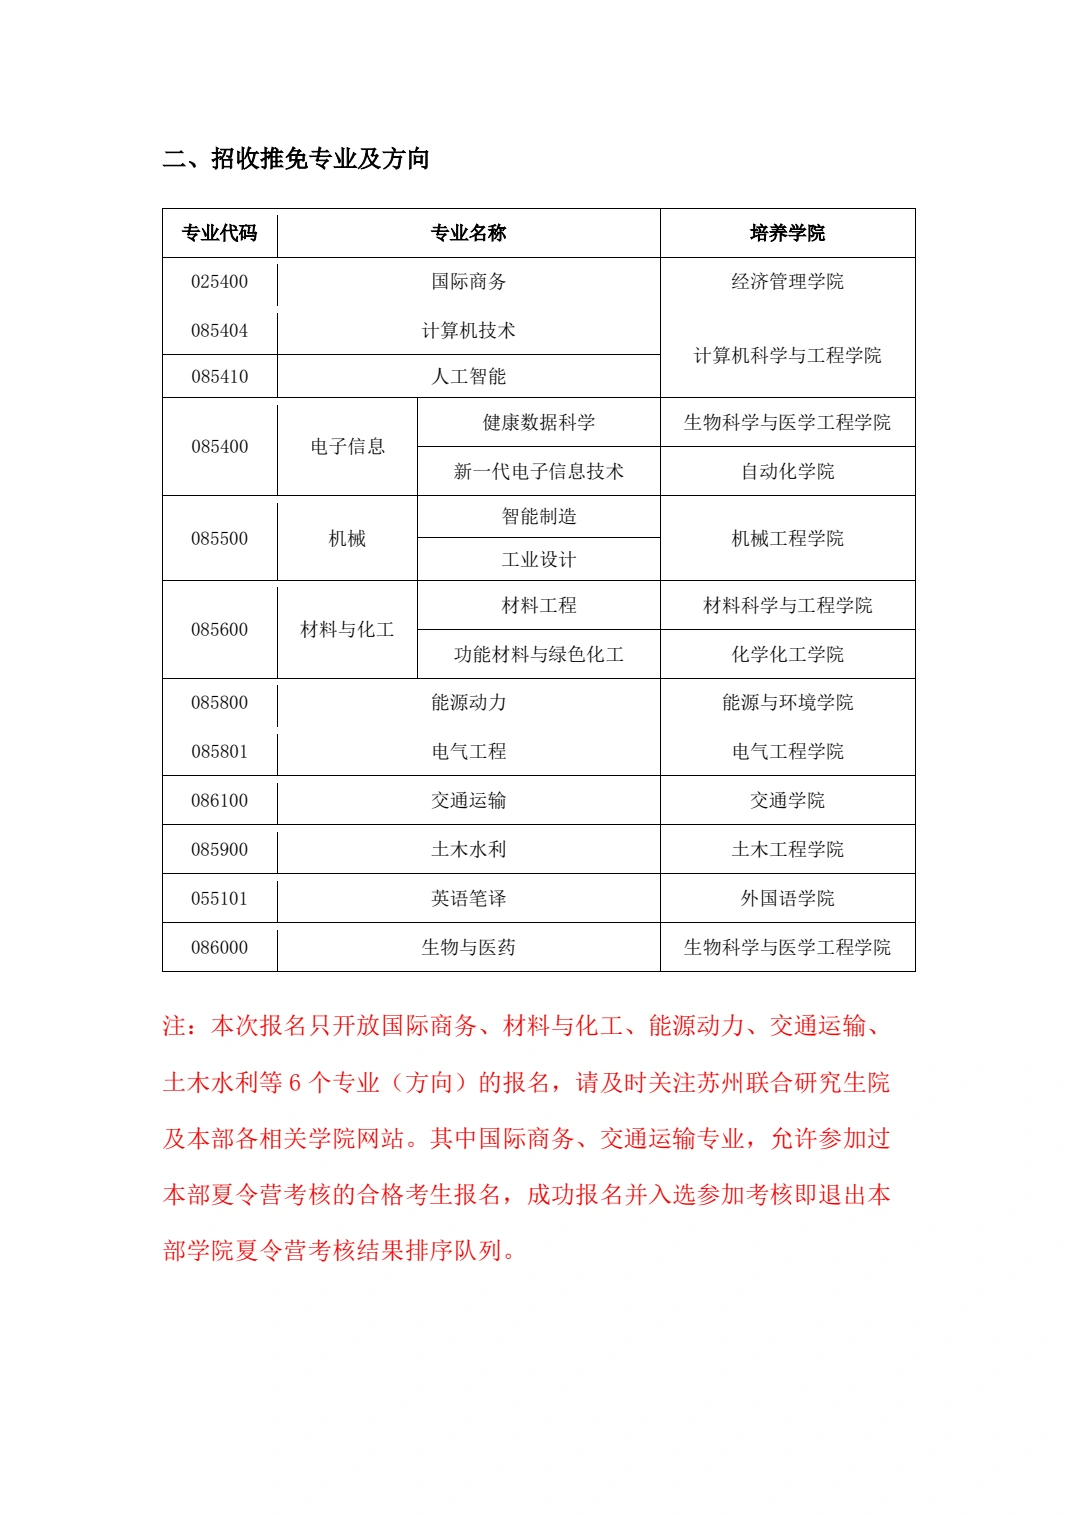 二、招收推免专业及方向
专业代码 专业名称 培养学院
025400 国际商务 经济管理学院
085404 计算机技术 计算机科学与工程学院
085410 人工智能
085400 电子信息 健康数据科学 生物科学与医学工程学院
新一代电子信息技术 自动化学院
085500 机械 智能制造 机械工程学院
工业设计
085600 材料与化工 材料工程 材料科学与工程学院
功能材料与绿色化工 化学化工学院
085800 能源动力 能源与环境学院
085801 电气工程 电气工程学院
086100 交通运输 交通学院
085900 土木水利 土木工程学院
055101 英语笔译 外国语学院
086000 生物与医药 生物科学与医学工程学院
注：本次报名只开放国际商务、材料与化工、能源动力、交通运输、
土木水利等 6 个专业（方向）的报名，请及时关注苏州联合研究生院
及本部各相关学院网站。其中国际商务、交通运输专业，允许参加过
本部夏令营考核的合格考生报名，成功报名并入选参加考核即退出本
部学院夏令营考核结果排序队列。